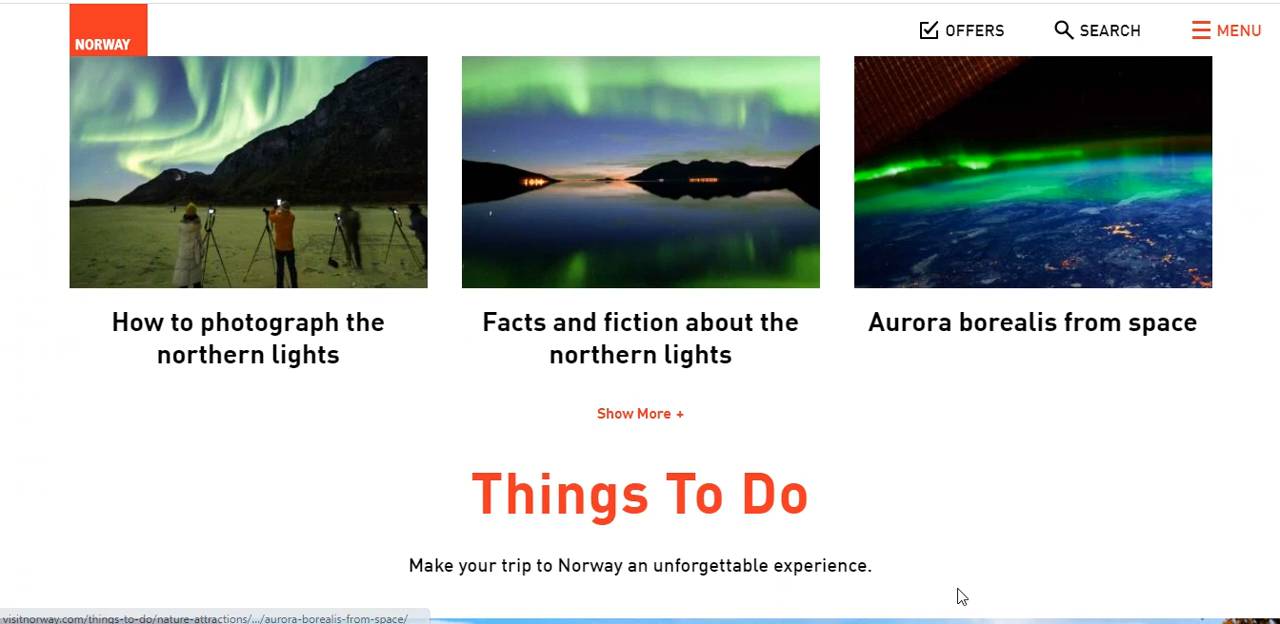 NORWAY
OFFERS
SEARCH
MENU
How to photograph the
northern lights
Facts and fiction about the
northern lights
Aurora borealis from space
Show More +
Things To Do
Make your trip to Norway an unforgettable experience.
visitnorway.com/things-to-do/nature-attractions/.../aurora-borealis-from-space/